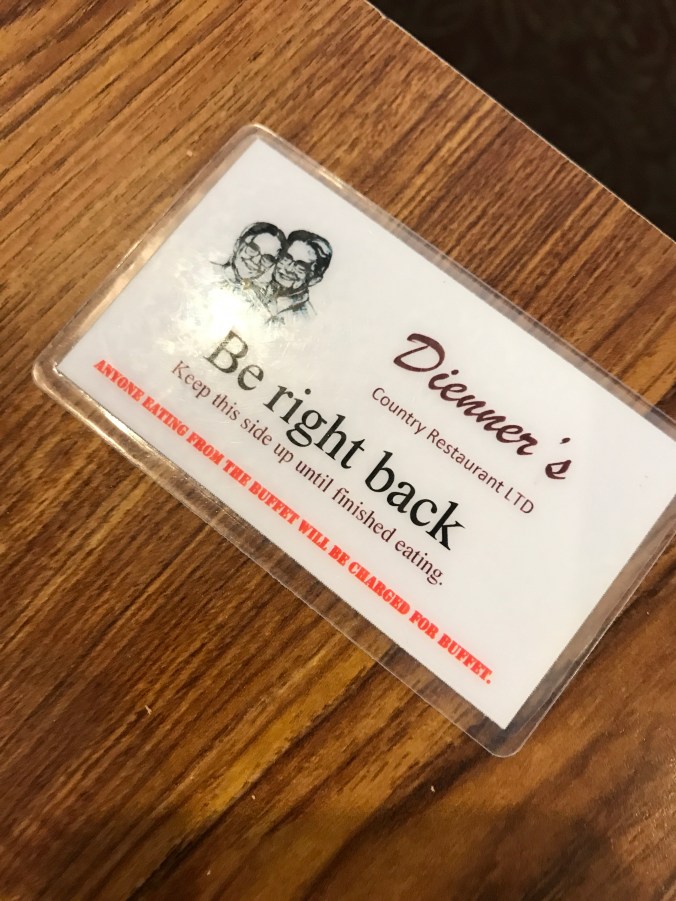 Dienner's
Country Restaurant LTD
Be right back
Keep this side up until finished eating.
ANYONE EATING FROM THE BUFFET WILL BE CHARGED FOR BUFFET.